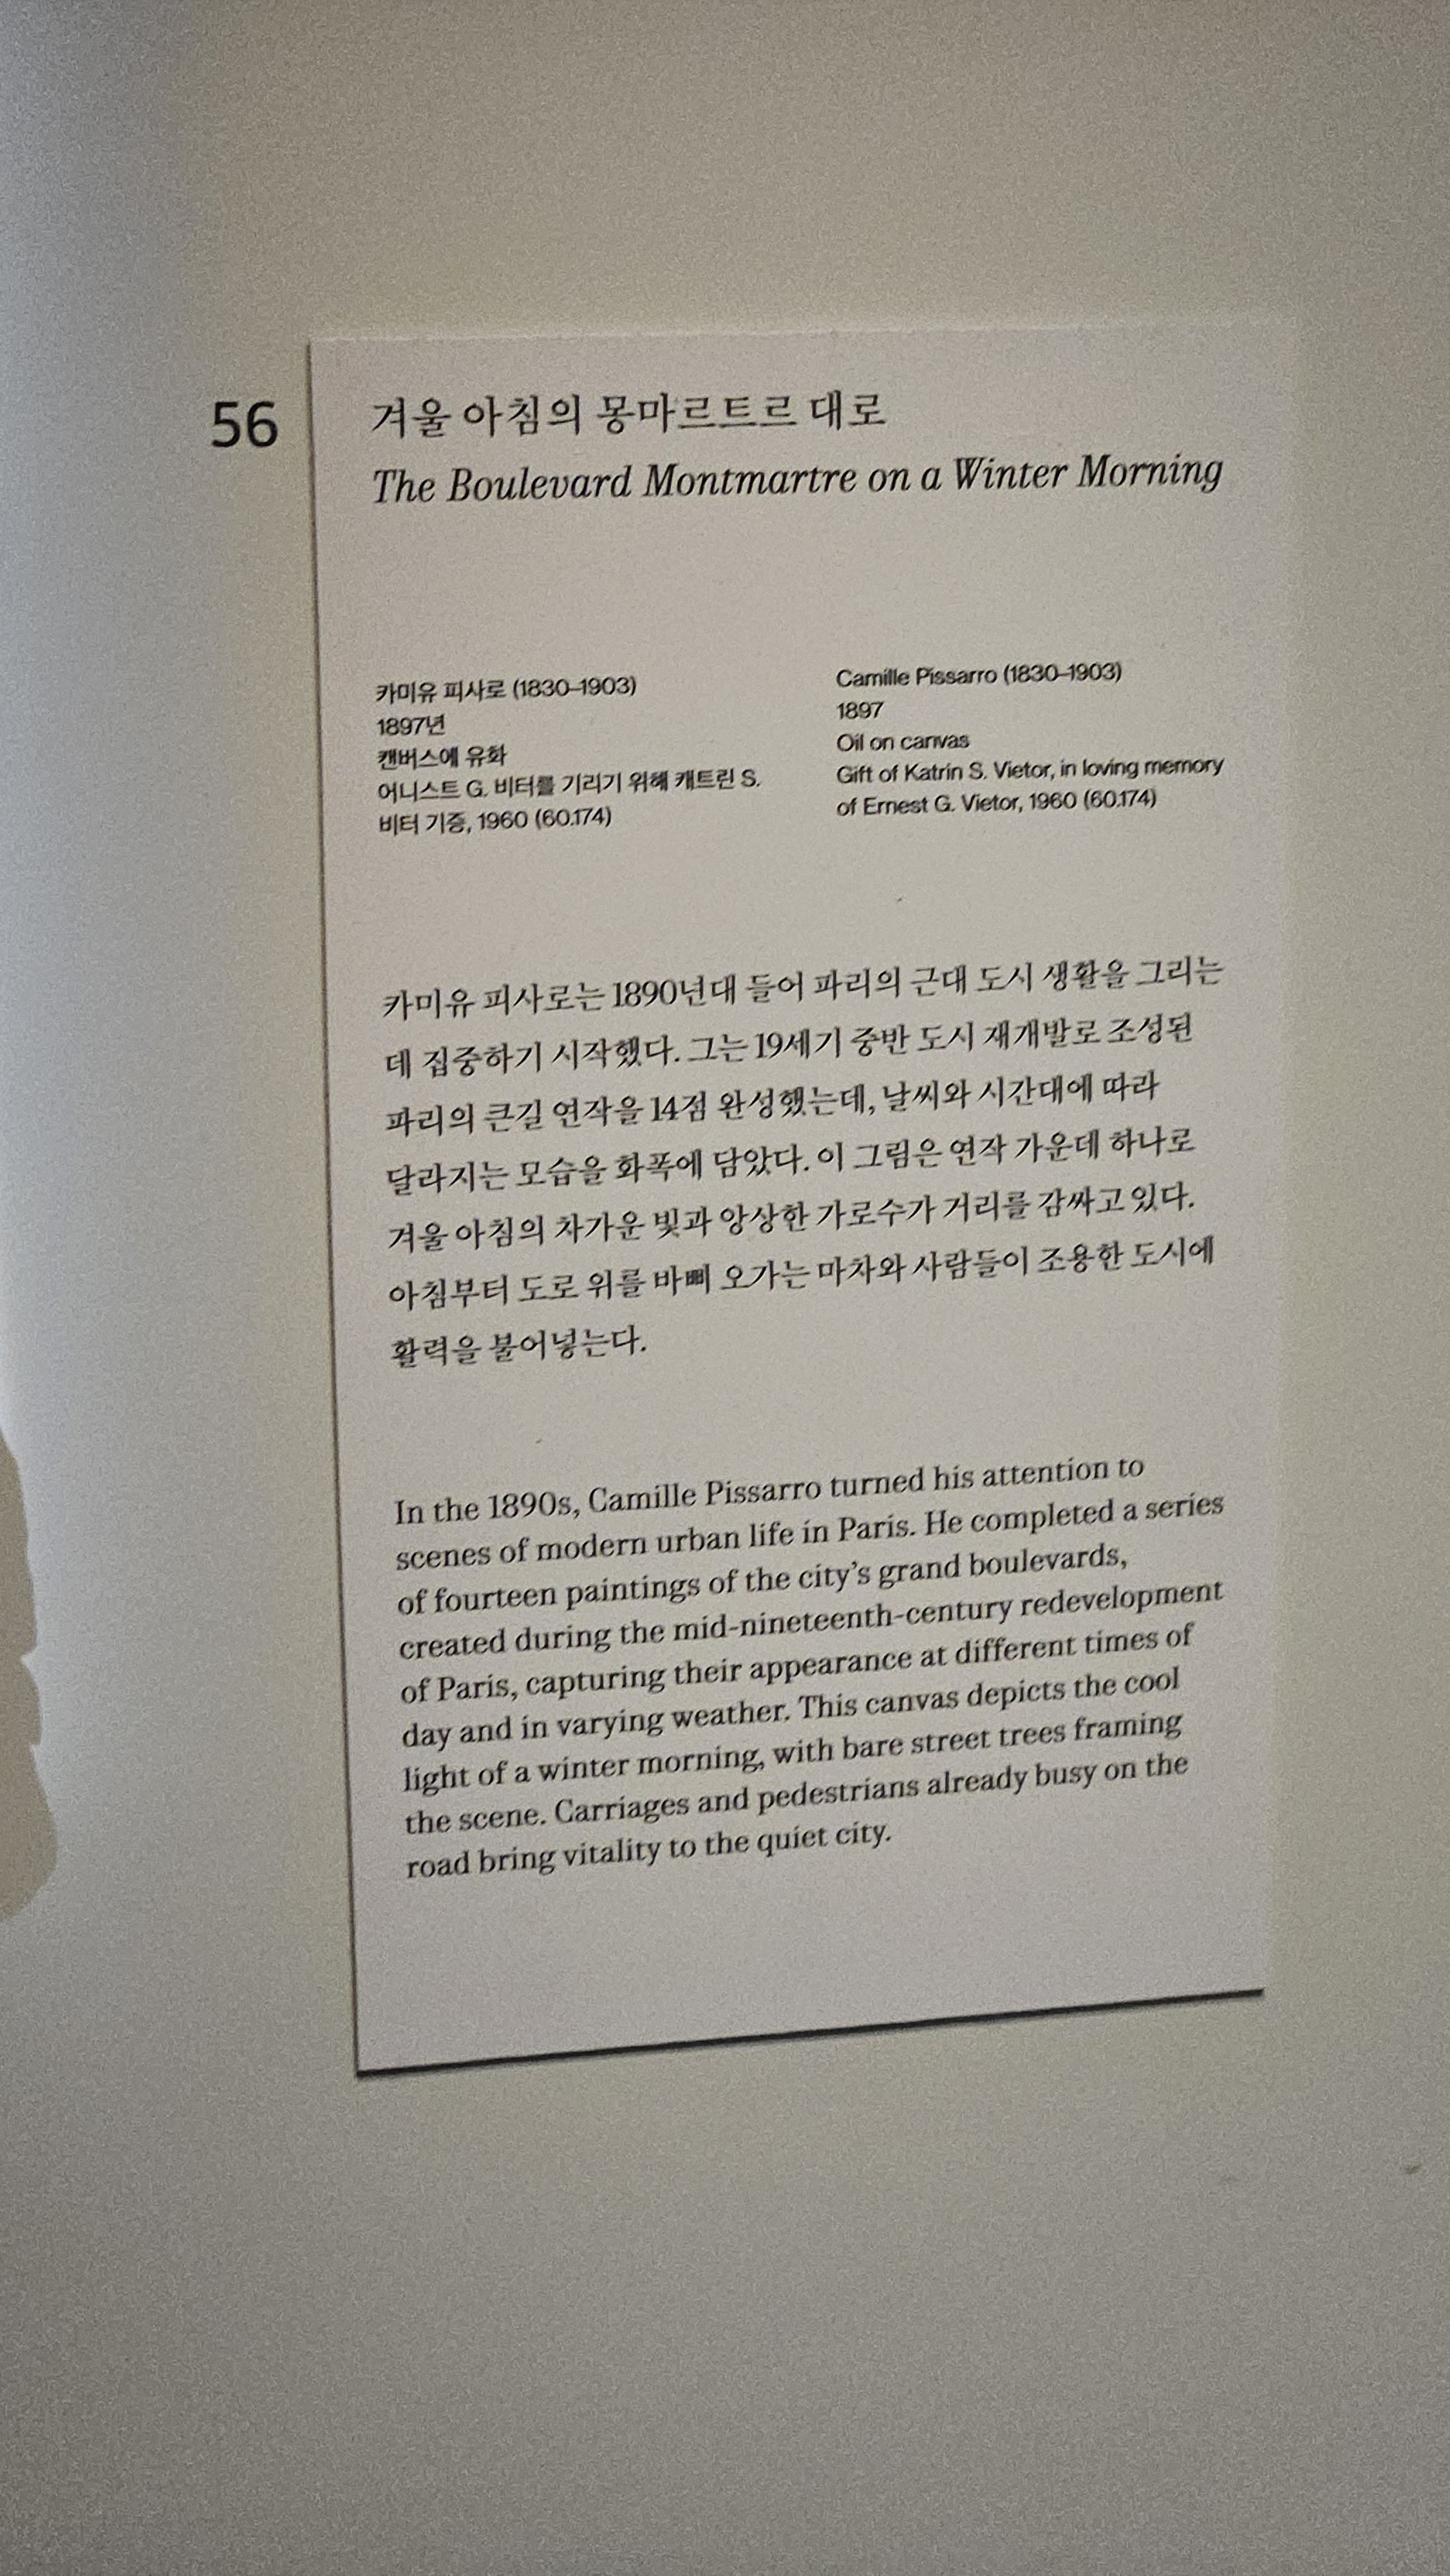 56
겨울 아침의 몽마르트르 대로
The Boulevard Montmartre on a Winter Morning
카미유 피사로 (1830–1903)
1897년
캔버스에 유화
어니스트 G. 비터를 기리기 위해 캐트린 S.
비터 기증, 1960 (60.174)
Camille Pissarro (1830–1903)
1897
Oil on canvas
Gift of Katrin S. Vietor, in loving memory
of Ernest G. Vietor, 1960 (60.174)
카미유 피사로는 1890년대 들어 파리의 근대 도시 생활을 그리는
데 집중하기 시작했다. 그는 19세기 중반 도시 재개발로 조성된
파리의 큰길 연작을 14점 완성했는데, 날씨와 시간대에 따라
달라지는 모습을 화폭에 담았다. 이 그림은 연작 가운데 하나로
겨울 아침의 차가운 빛과 앙상한 가로수가 거리를 감싸고 있다.
아침부터 도로 위를 바삐 오가는 마차와 사람들이 조용한 도시에
활력을 불어넣는다.
In the 1890s, Camille Pissarro turned his attention to
scenes of modern urban life in Paris. He completed a series
of fourteen paintings of the city's grand boulevards,
created during the mid-nineteenth-century redevelopment
of Paris, capturing their appearance at different times of
day and in varying weather. This canvas depicts the cool
light of a winter morning, with bare street trees framing
the scene. Carriages and pedestrians already busy on the
road bring vitality to the quiet city.